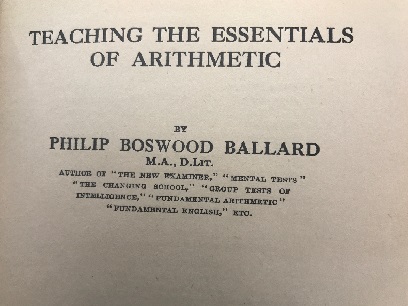 TEACHING THE ESSENTIALS
OF ARITHMETIC
BY
PHILIP BOSWOOD BALLARD
M.A., D.LIT.
AUTHOR OF "THE NEW EXAMINER," "MENTAL TESTS"
"THE CHANGING SCHOOL," "GROUP TESTS OF
INTELLIGENCE," "FUNDAMENTAL ARITHMETIC"
"FUNDAMENTAL ENGLISH," ETC.